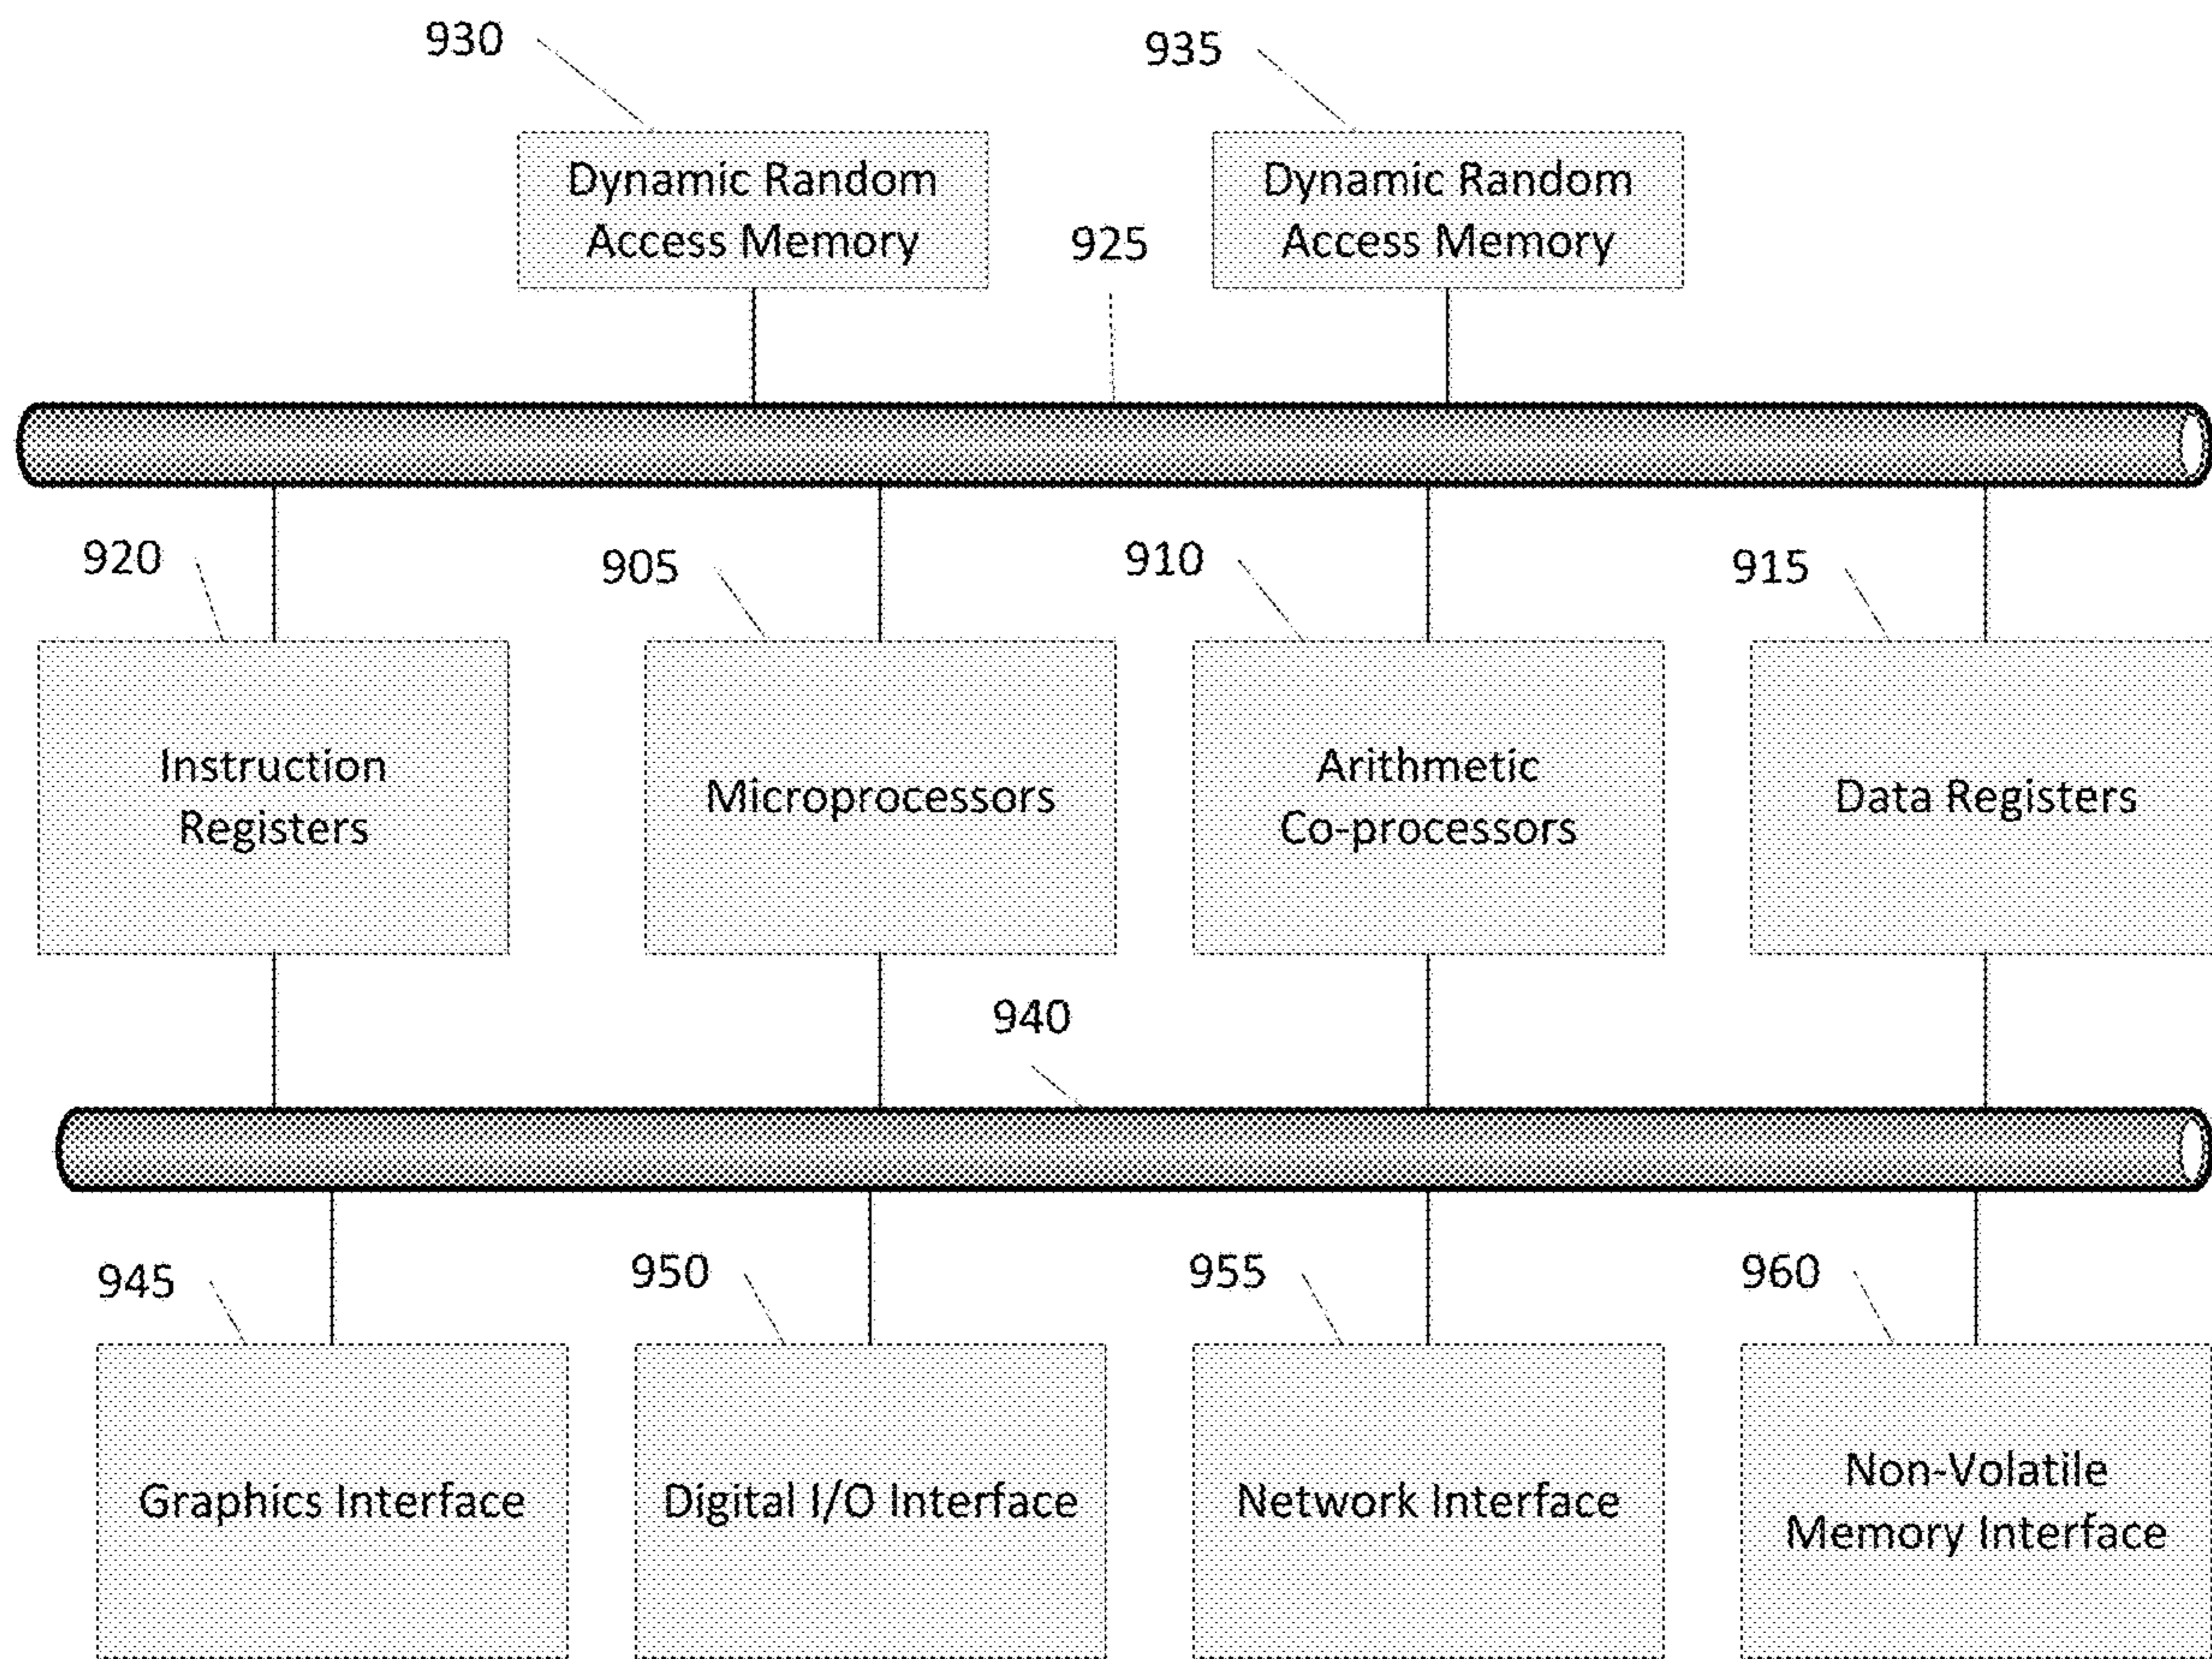 930
935
Dynamic Random
Access Memory
Dynamic Random
Access Memory
925
920
905
910
915
Instruction
Registers
Microprocessors
Arithmetic
Co-processors
Data Registers
940
945
950
955
960
Graphics Interface
Digital I/O Interface
Network Interface
Non-Volatile
Memory Interface